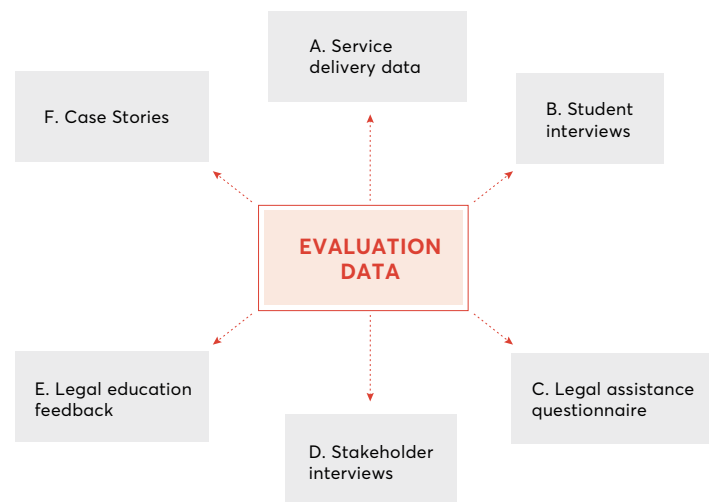 A. Service
delivery data
B. Student
interviews
C. Legal assistance
questionnaire
D. Stakeholder
interviews
E. Legal education
feedback
F. Case Stories
EVALUATION
DATA